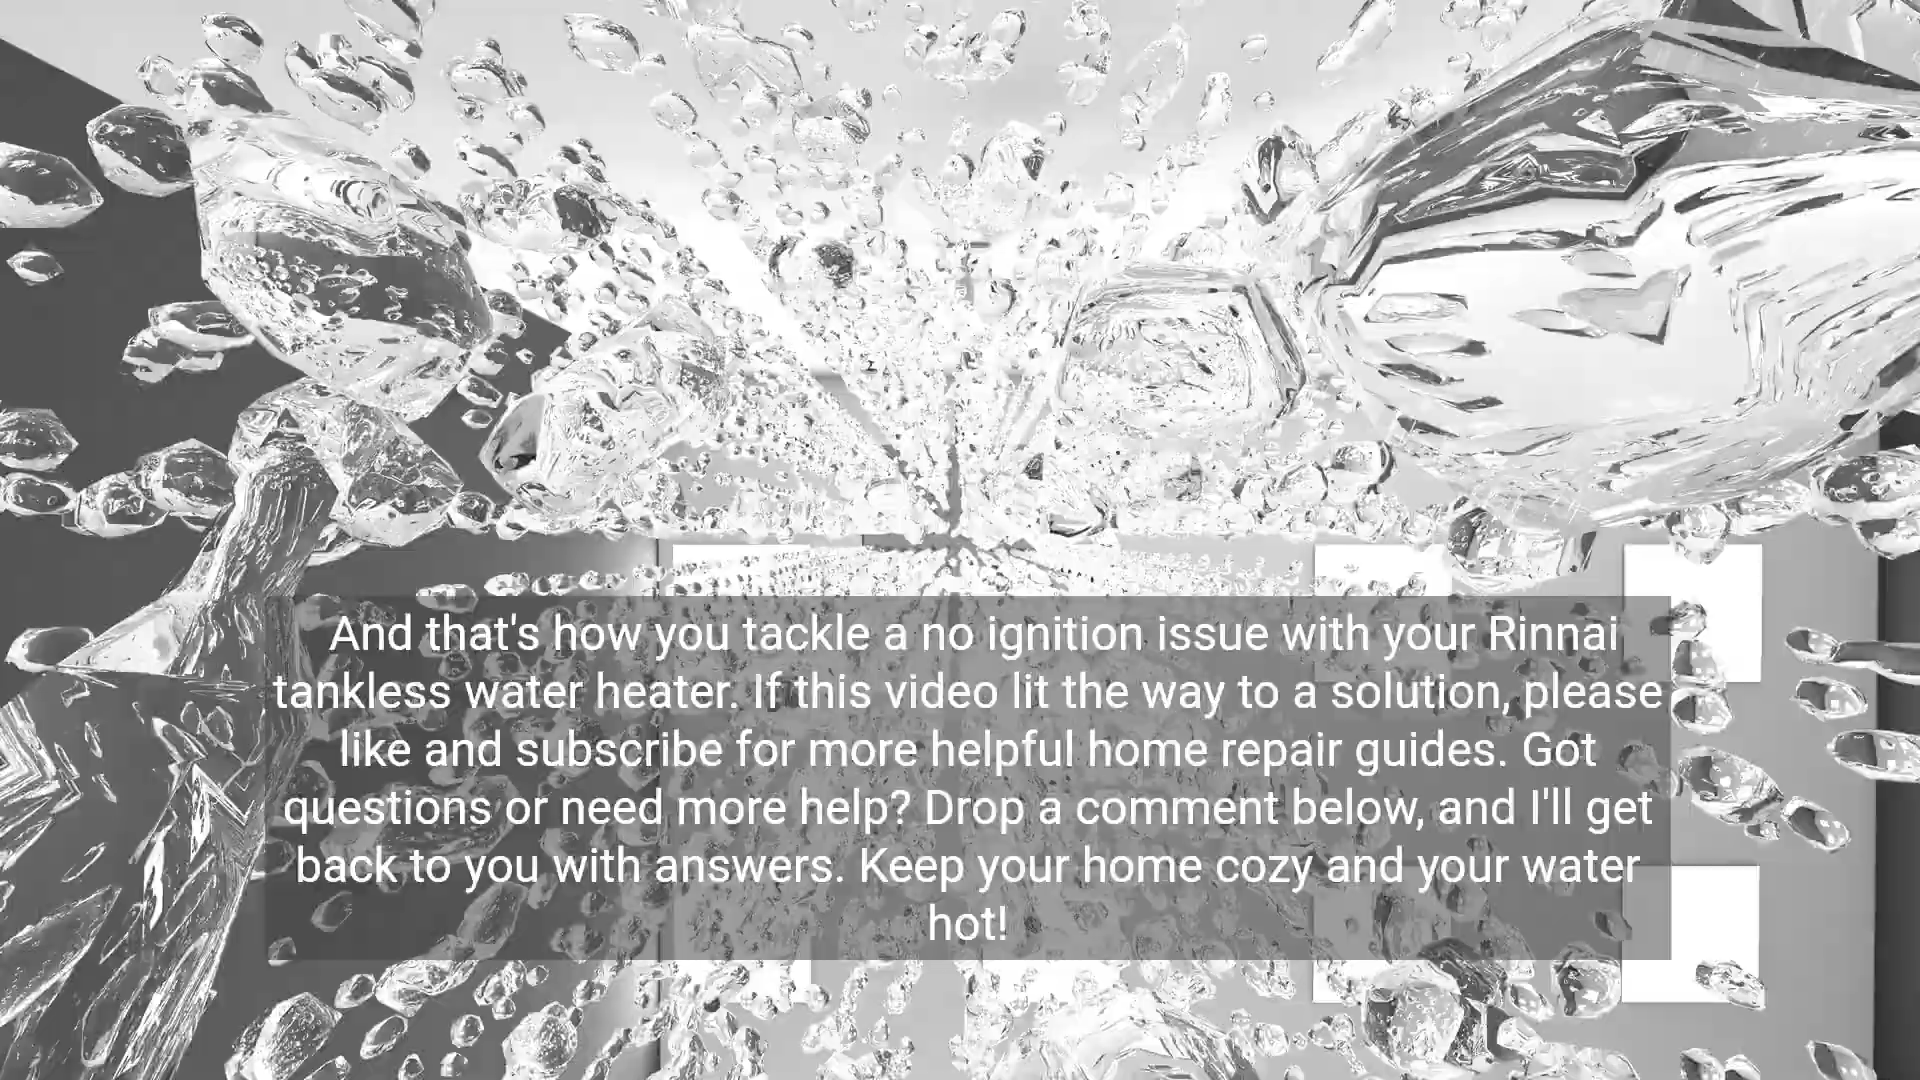 And that's how you tackle a no ignition issue with your Rinnai
tankless water heater. If this video lit the way to a solution, please
like and subscribe for more helpful home repair guides. Got
questions or need more help? Drop a comment below, and I'll get
back to you with answers. Keep your home cozy and your water
hot!